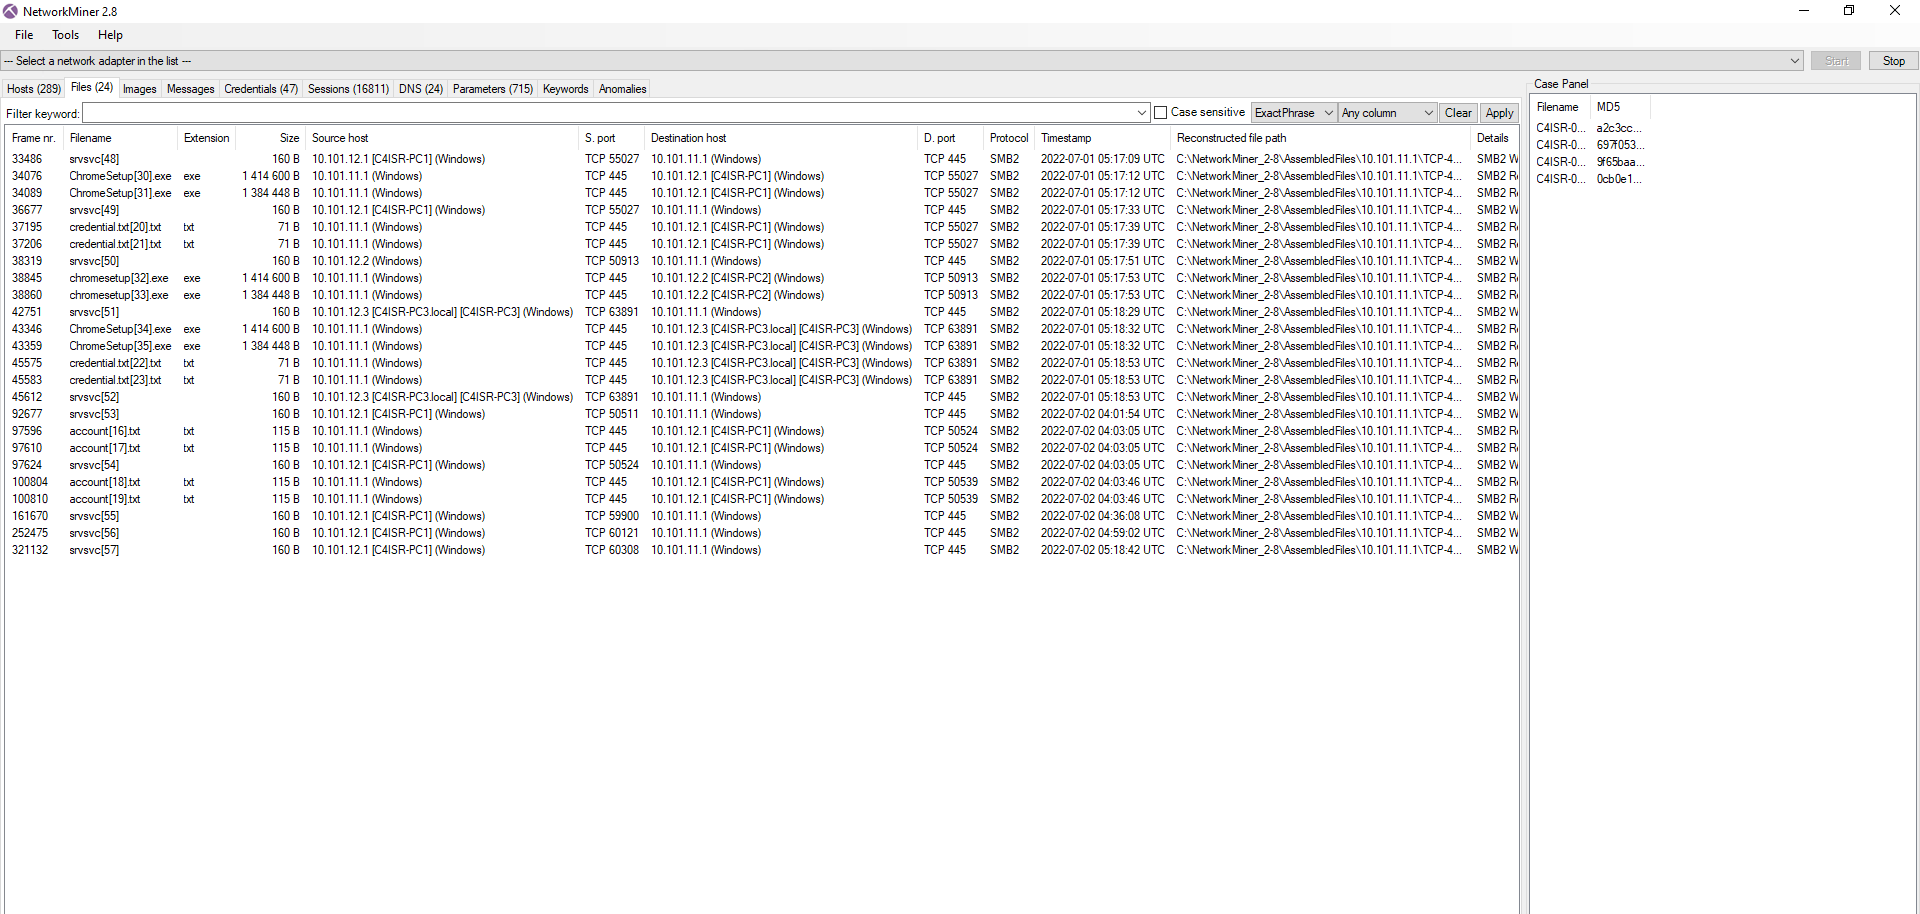 NetworkMiner 2.8
File Tools Help
--- Select a network adapter in the list --- Start Stop
Hosts (289) Files (24) Images Messages Credentials (47) Sessions (16811) DNS (24) Parameters (715) Keywords Anomalies Case Panel
Filter keyword: Case sensitive ExactPhrase Any column Clear Apply
Filename MD5
C4ISR-0... a2c3cc...
C4ISR-0... 697f053...
C4ISR-0... 9f65baa...
C4ISR-0... 0cb0e1...
Frame nr. Filename Extension Size Source host S. port Destination host D. port Protocol Timestamp Reconstructed file path Details
33486 srvsvc[48] 160 B 10.101.12.1 [C4ISR-PC1] (Windows) TCP 55027 10.101.11.1 (Windows) TCP 445 SMB2 2022-07-01 05:17:09 UTC C:\NetworkMiner_2-8\AssembledFiles\10.101.11.1\TCP-4... SMB2 W
34076 ChromeSetup[30].exe exe 1 414 600 B 10.101.11.1 (Windows) TCP 445 10.101.12.1 [C4ISR-PC1] (Windows) TCP 55027 SMB2 2022-07-01 05:17:12 UTC C:\NetworkMiner_2-8\AssembledFiles\10.101.11.1\TCP-4... SMB2 Re
34089 ChromeSetup[31].exe exe 1 384 448 B 10.101.11.1 (Windows) TCP 445 10.101.12.1 [C4ISR-PC1] (Windows) TCP 55027 SMB2 2022-07-01 05:17:12 UTC C:\NetworkMiner_2-8\AssembledFiles\10.101.11.1\TCP-4... SMB2 Re
36677 srvsvc[49] 160 B 10.101.12.1 [C4ISR-PC1] (Windows) TCP 55027 10.101.11.1 (Windows) TCP 445 SMB2 2022-07-01 05:17:33 UTC C:\NetworkMiner_2-8\AssembledFiles\10.101.11.1\TCP-4... SMB2 W
37195 credential.txt[20].txt txt 71 B 10.101.11.1 (Windows) TCP 445 10.101.12.1 [C4ISR-PC1] (Windows) TCP 55027 SMB2 2022-07-01 05:17:39 UTC C:\NetworkMiner_2-8\AssembledFiles\10.101.11.1\TCP-4... SMB2 Re
37206 credential.txt[21].txt txt 71 B 10.101.11.1 (Windows) TCP 445 10.101.12.1 [C4ISR-PC1] (Windows) TCP 55027 SMB2 2022-07-01 05:17:39 UTC C:\NetworkMiner_2-8\AssembledFiles\10.101.11.1\TCP-4... SMB2 Re
38319 srvsvc[50] 160 B 10.101.12.2 (Windows) TCP 50913 10.101.11.1 (Windows) TCP 445 SMB2 2022-07-01 05:17:51 UTC C:\NetworkMiner_2-8\AssembledFiles\10.101.11.1\TCP-4... SMB2 W
38845 chromesetup[32].exe exe 1 414 600 B 10.101.11.1 (Windows) TCP 445 10.101.12.2 [C4ISR-PC2] (Windows) TCP 50913 SMB2 2022-07-01 05:17:53 UTC C:\NetworkMiner_2-8\AssembledFiles\10.101.11.1\TCP-4... SMB2 Re
38860 chromesetup[33].exe exe 1 384 448 B 10.101.11.1 (Windows) TCP 445 10.101.12.2 [C4ISR-PC2] (Windows) TCP 50913 SMB2 2022-07-01 05:17:53 UTC C:\NetworkMiner_2-8\AssembledFiles\10.101.11.1\TCP-4... SMB2 Re
42751 srvsvc[51] 160 B 10.101.12.3 [C4ISR-PC3.local] [C4ISR-PC3] (Windows) TCP 63891 10.101.11.1 (Windows) TCP 445 SMB2 2022-07-01 05:18:29 UTC C:\NetworkMiner_2-8\AssembledFiles\10.101.11.1\TCP-4... SMB2 W
43346 ChromeSetup[34].exe exe 1 414 600 B 10.101.11.1 (Windows) TCP 445 10.101.12.3 [C4ISR-PC3.local] [C4ISR-PC3] (Windows) TCP 63891 SMB2 2022-07-01 05:18:32 UTC C:\NetworkMiner_2-8\AssembledFiles\10.101.11.1\TCP-4... SMB2 Re
43359 ChromeSetup[35].exe exe 1 384 448 B 10.101.11.1 (Windows) TCP 445 10.101.12.3 [C4ISR-PC3.local] [C4ISR-PC3] (Windows) TCP 63891 SMB2 2022-07-01 05:18:32 UTC C:\NetworkMiner_2-8\AssembledFiles\10.101.11.1\TCP-4... SMB2 Re
45575 credential.txt[22].txt txt 71 B 10.101.11.1 (Windows) TCP 445 10.101.12.3 [C4ISR-PC3.local] [C4ISR-PC3] (Windows) TCP 63891 SMB2 2022-07-01 05:18:53 UTC C:\NetworkMiner_2-8\AssembledFiles\10.101.11.1\TCP-4... SMB2 Re
45583 credential.txt[23].txt txt 71 B 10.101.11.1 (Windows) TCP 445 10.101.12.3 [C4ISR-PC3.local] [C4ISR-PC3] (Windows) TCP 63891 SMB2 2022-07-01 05:18:53 UTC C:\NetworkMiner_2-8\AssembledFiles\10.101.11.1\TCP-4... SMB2 Re
45612 srvsvc[52] 160 B 10.101.12.3 [C4ISR-PC3.local] [C4ISR-PC3] (Windows) TCP 63891 10.101.11.1 (Windows) TCP 445 SMB2 2022-07-01 05:18:53 UTC C:\NetworkMiner_2-8\AssembledFiles\10.101.11.1\TCP-4... SMB2 W
92677 srvsvc[53] 160 B 10.101.12.1 [C4ISR-PC1] (Windows) TCP 50511 10.101.11.1 (Windows) TCP 445 SMB2 2022-07-02 04:01:54 UTC C:\NetworkMiner_2-8\AssembledFiles\10.101.11.1\TCP-4... SMB2 W
97596 account[16].txt txt 115 B 10.101.11.1 (Windows) TCP 445 10.101.12.1 [C4ISR-PC1] (Windows) TCP 50524 SMB2 2022-07-02 04:03:05 UTC C:\NetworkMiner_2-8\AssembledFiles\10.101.11.1\TCP-4... SMB2 Re
97610 account[17].txt txt 115 B 10.101.11.1 (Windows) TCP 445 10.101.12.1 [C4ISR-PC1] (Windows) TCP 50524 SMB2 2022-07-02 04:03:05 UTC C:\NetworkMiner_2-8\AssembledFiles\10.101.11.1\TCP-4... SMB2 Re
97624 srvsvc[54] 160 B 10.101.12.1 [C4ISR-PC1] (Windows) TCP 50524 10.101.11.1 (Windows) TCP 445 SMB2 2022-07-02 04:03:05 UTC C:\NetworkMiner_2-8\AssembledFiles\10.101.11.1\TCP-4... SMB2 W
100804 account[18].txt txt 115 B 10.101.11.1 (Windows) TCP 445 10.101.12.1 [C4ISR-PC1] (Windows) TCP 50539 SMB2 2022-07-02 04:03:46 UTC C:\NetworkMiner_2-8\AssembledFiles\10.101.11.1\TCP-4... SMB2 Re
100810 account[19].txt txt 115 B 10.101.11.1 (Windows) TCP 445 10.101.12.1 [C4ISR-PC1] (Windows) TCP 50539 SMB2 2022-07-02 04:03:46 UTC C:\NetworkMiner_2-8\AssembledFiles\10.101.11.1\TCP-4... SMB2 Re
161670 srvsvc[55] 160 B 10.101.12.1 [C4ISR-PC1] (Windows) TCP 59900 10.101.11.1 (Windows) TCP 445 SMB2 2022-07-02 04:36:08 UTC C:\NetworkMiner_2-8\AssembledFiles\10.101.11.1\TCP-4... SMB2 W
252475 srvsvc[56] 160 B 10.101.12.1 [C4ISR-PC1] (Windows) TCP 60121 10.101.11.1 (Windows) TCP 445 SMB2 2022-07-02 04:59:02 UTC C:\NetworkMiner_2-8\AssembledFiles\10.101.11.1\TCP-4... SMB2 W
321132 srvsvc[57] 160 B 10.101.12.1 [C4ISR-PC1] (Windows) TCP 60308 10.101.11.1 (Windows) TCP 445 SMB2 2022-07-02 05:18:42 UTC C:\NetworkMiner_2-8\AssembledFiles\10.101.11.1\TCP-4... SMB2 W